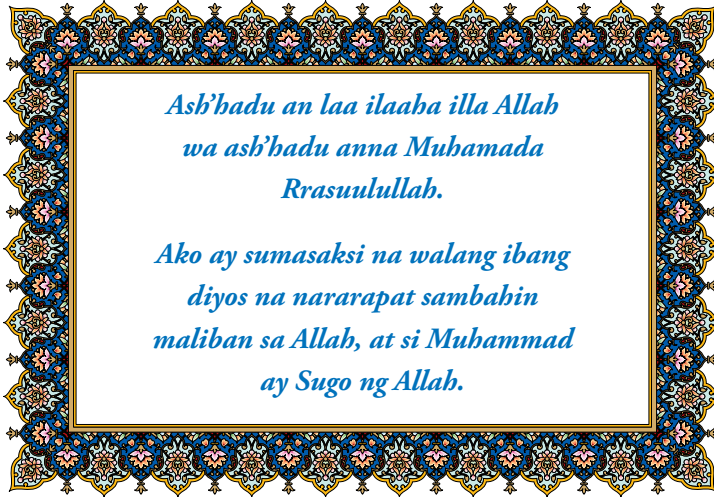 Ash’hadu an laa ilaaha illa Allah
wa ash’hadu anna Muhamada
Rrasuulullah.
Ako ay sumasaksi na walang ibang
diyos na nararapat sambahin
maliban sa Allah, at si Muhammad
ay Sugo ng Allah.